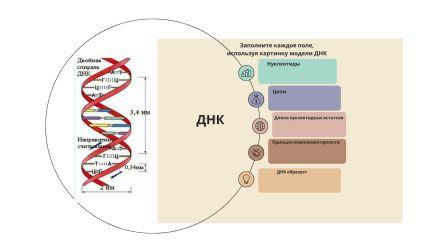 Двойная
спираль
ДНК
А=Т
Г⫶⫶⫶Ц
Ц⫶⫶⫶Г
А=Т
3,4 нм
Направление
считывания
А=Т
Г⫶⫶⫶Ц
Т⫶⫶⫶А
0,34нм
2 нм
ДНК
Заполните каждое поле,
используя картинку модели ДНК
Нуклеотиды
Цепи
Длина нуклеотидных остатков
Принцип комплементарности
ДНК образует